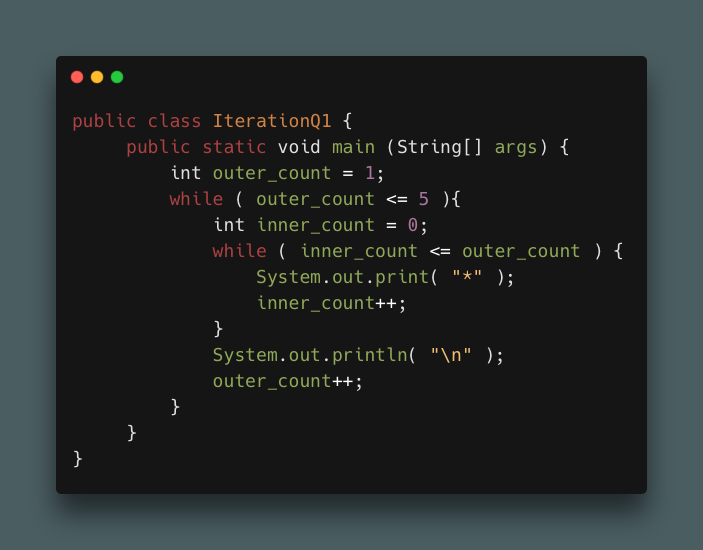 public class IterationQ1 {
     public static void main (String[] args) {
         int outer_count = 1;
         while ( outer_count <= 5 ){
             int inner_count = 0;
             while ( inner_count <= outer_count ) {
                 System.out.print( "*" );
                 inner_count++;
             }
             System.out.println( "\n" );
             outer_count++;
         }
     }
}